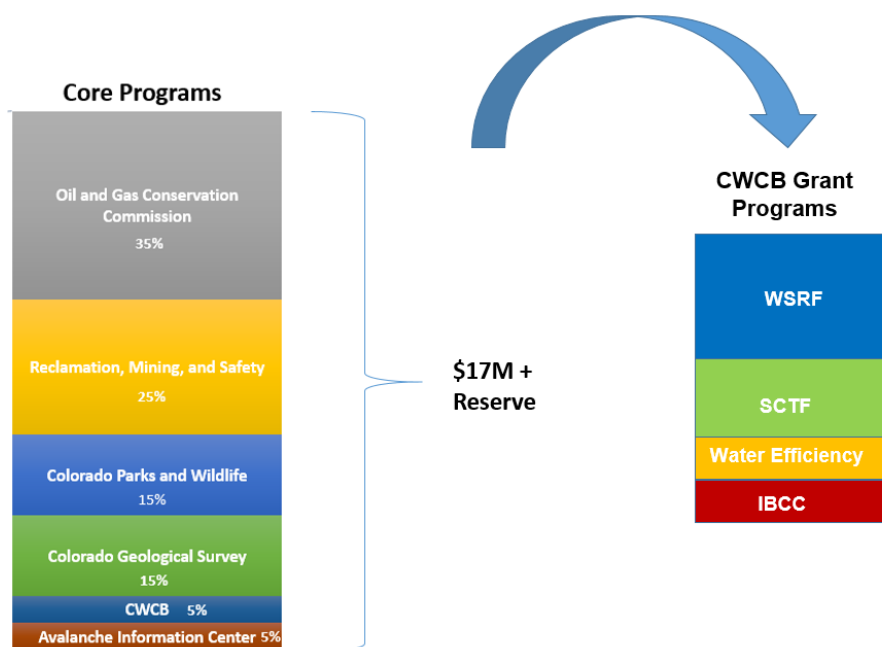 Core Programs
Oil and Gas Conservation
Commission
35%
Reclamation, Mining, and Safety
25%
Colorado Parks and Wildlife
15%
Colorado Geological Survey
15%
CWCB 5%
Avalanche Information Center 5%
$17M +
Reserve
CWCB Grant
Programs
WSRF
SCTF
Water Efficiency
IBCC